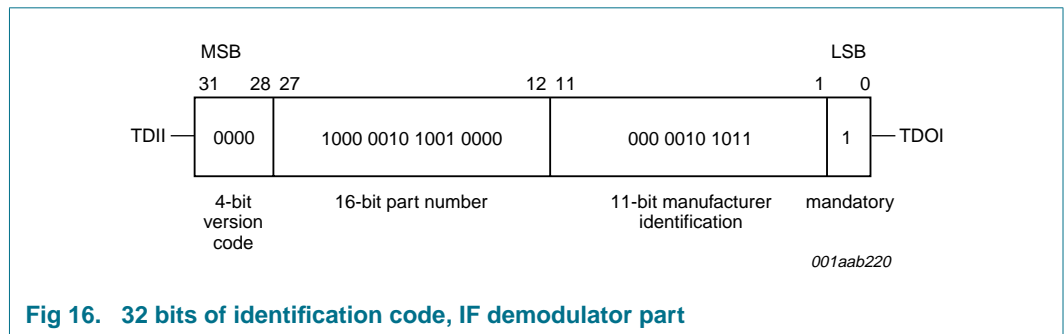 MSB LSB
31 28 27 12 11 1 0
TDII 0000 1000 0010 1001 0000 000 0010 1011 1 TDOI
4-bit 16-bit part number 11-bit manufacturer mandatory
version identification
code
001aab220
Fig 16. 32 bits of identification code, IF demodulator part